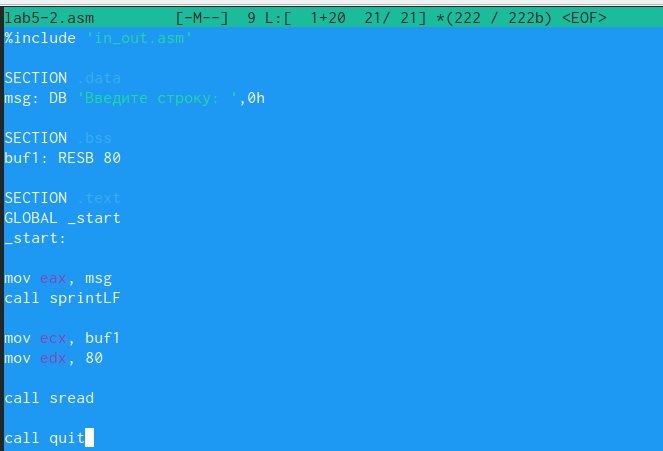 lab5-2.asm [-M--] 9 L:[ 1+20 21/ 21] *(222 / 222b) <EOF>
%include 'in_out.asm'
SECTION .data
msg: DB 'Введите строку: ',0h
SECTION .bss
buf1: RESB 80
SECTION .text
GLOBAL _start
_start:
mov eax, msg
call sprintLF
mov ecx, buf1
mov edx, 80
call sread
call quit